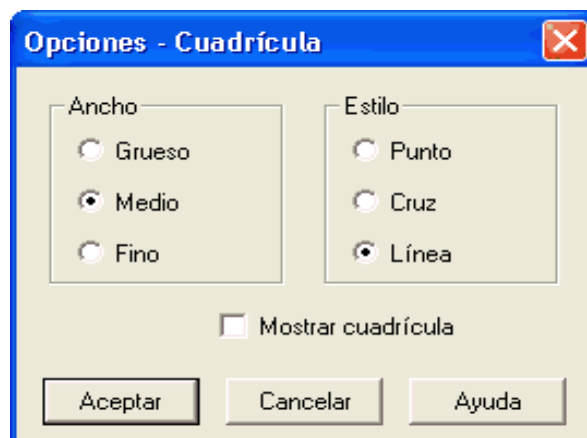 Opciones - Cuadrícula
Ancho
Grueso
Medio
Fino
Estilo
Punto
Cruz
Línea
Mostrar cuadrícula
Aceptar
Cancelar
Ayuda